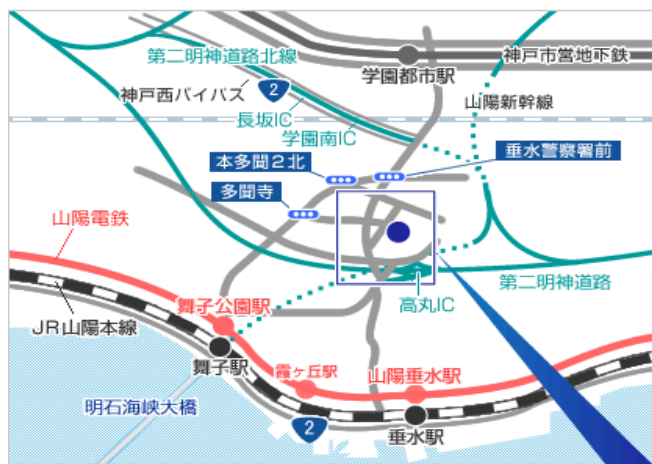 第二明神道路北線
神戸市営地下鉄
学園都市駅
神戸西バイパス
2
山陽新幹線
長坂IC
学園南IC
本多聞2北
垂水警察署前
多聞寺
山陽電鉄
第二明神道路
高丸IC
舞子公園駅
JR山陽本線
舞子駅
霞ヶ丘駅
山陽垂水駅
明石海峡大橋
2
垂水駅